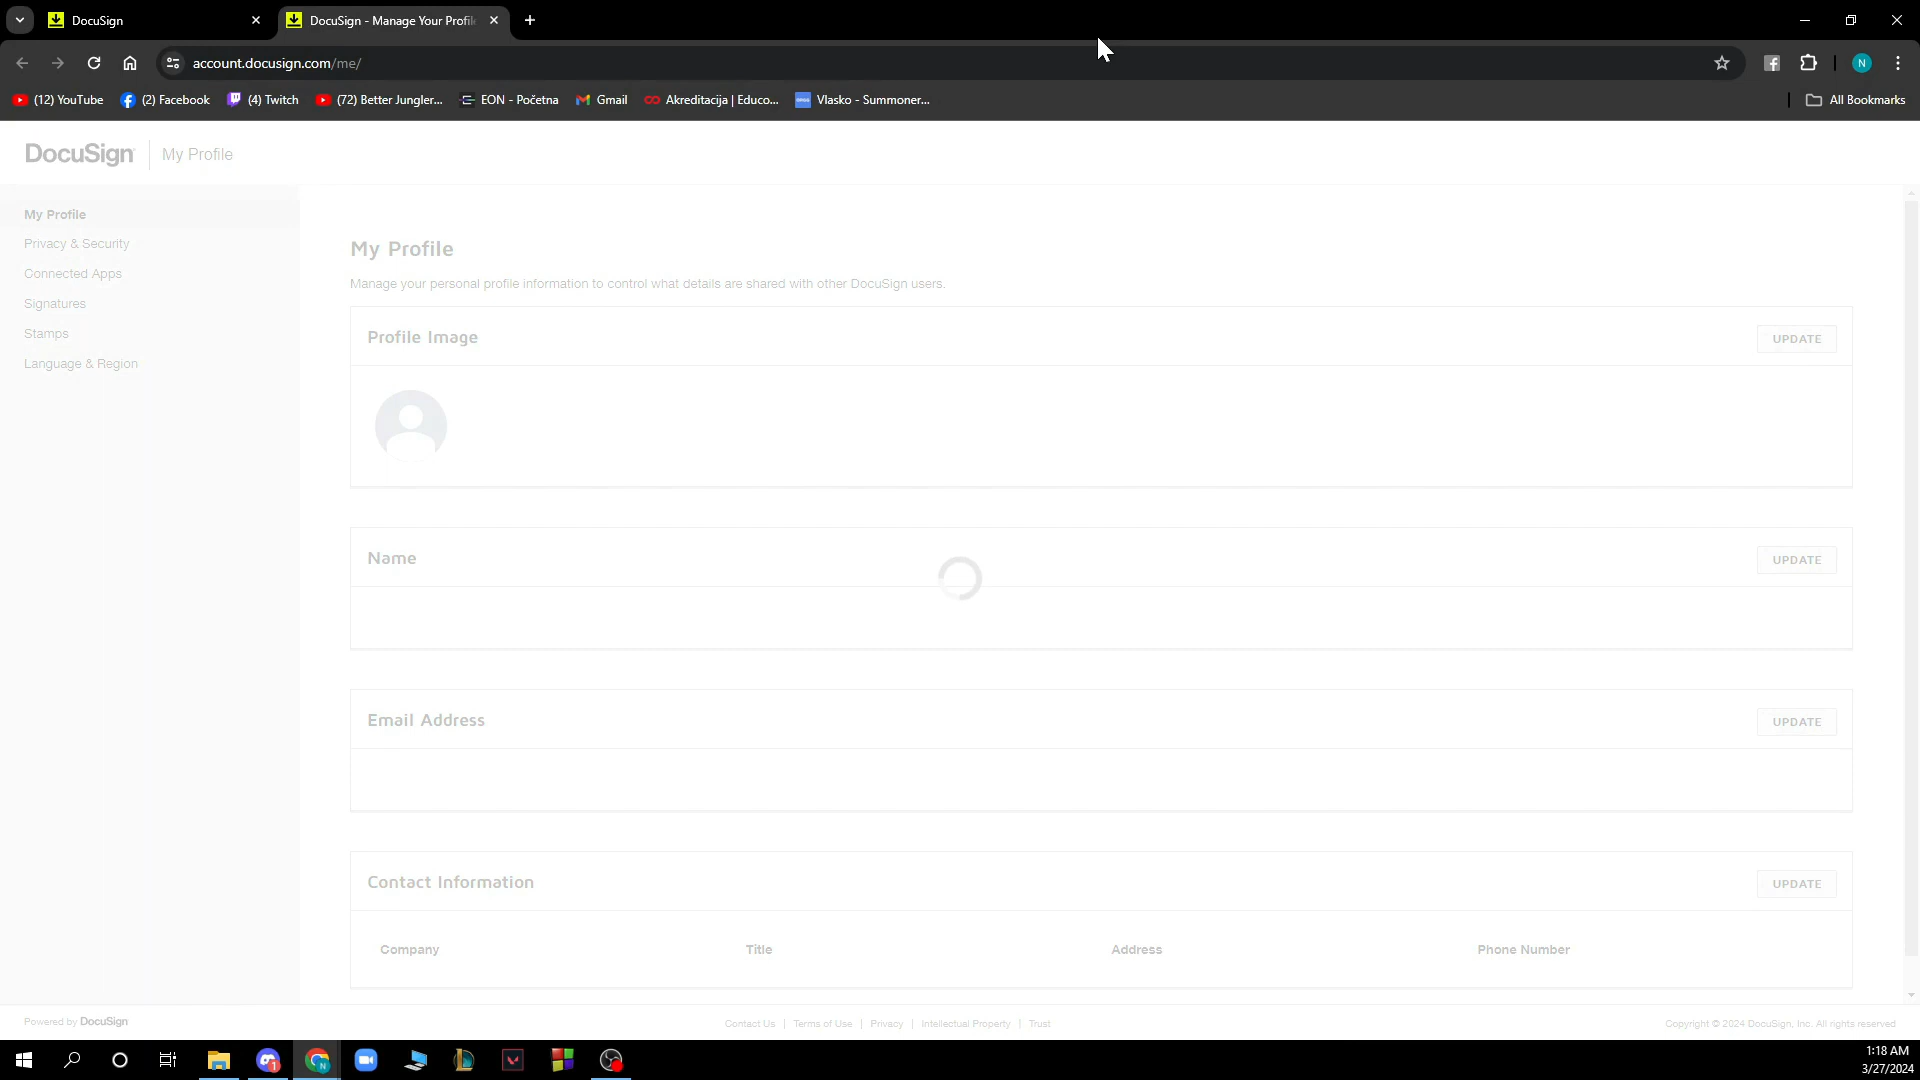 DocuSign
DocuSign - Manage Your Profil
account.docusign.com/me/
N
(12) YouTube
(2) Facebook
(4) Twitch
(72) Better Jungler...
EON - Početna
Gmail
Akreditacija | Educo...
Vlasko - Summoner...
All Bookmarks
DocuSign
My Profile
My Profile
Privacy & Security
Connected Apps
Signatures
Stamps
Language & Region
My Profile
Manage your personal profile information to control what details are shared with other DocuSign users.
Profile Image
UPDATE
Name
UPDATE
Email Address
UPDATE
Contact Information
UPDATE
Company
Title
Address
Phone Number
Powered by DocuSign
Contact Us | Terms of Use | Privacy | Intellectual Property | Trust
Copyright © 2024 DocuSign, Inc. All rights reserved
1
N
1:18 AM
3/27/2024